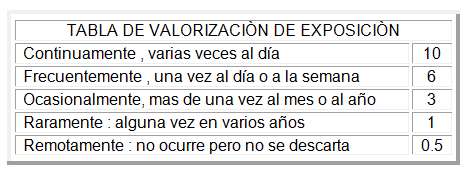 TABLA DE VALORIZACIÒN DE EXPOSICIÒN
Continuamente , varias veces al día 10
Frecuentemente , una vez al día o a la semana 6
Ocasionalmente, mas de una vez al mes o al año 3
Raramente : alguna vez en varios años 1
Remotamente : no ocurre pero no se descarta 0.5